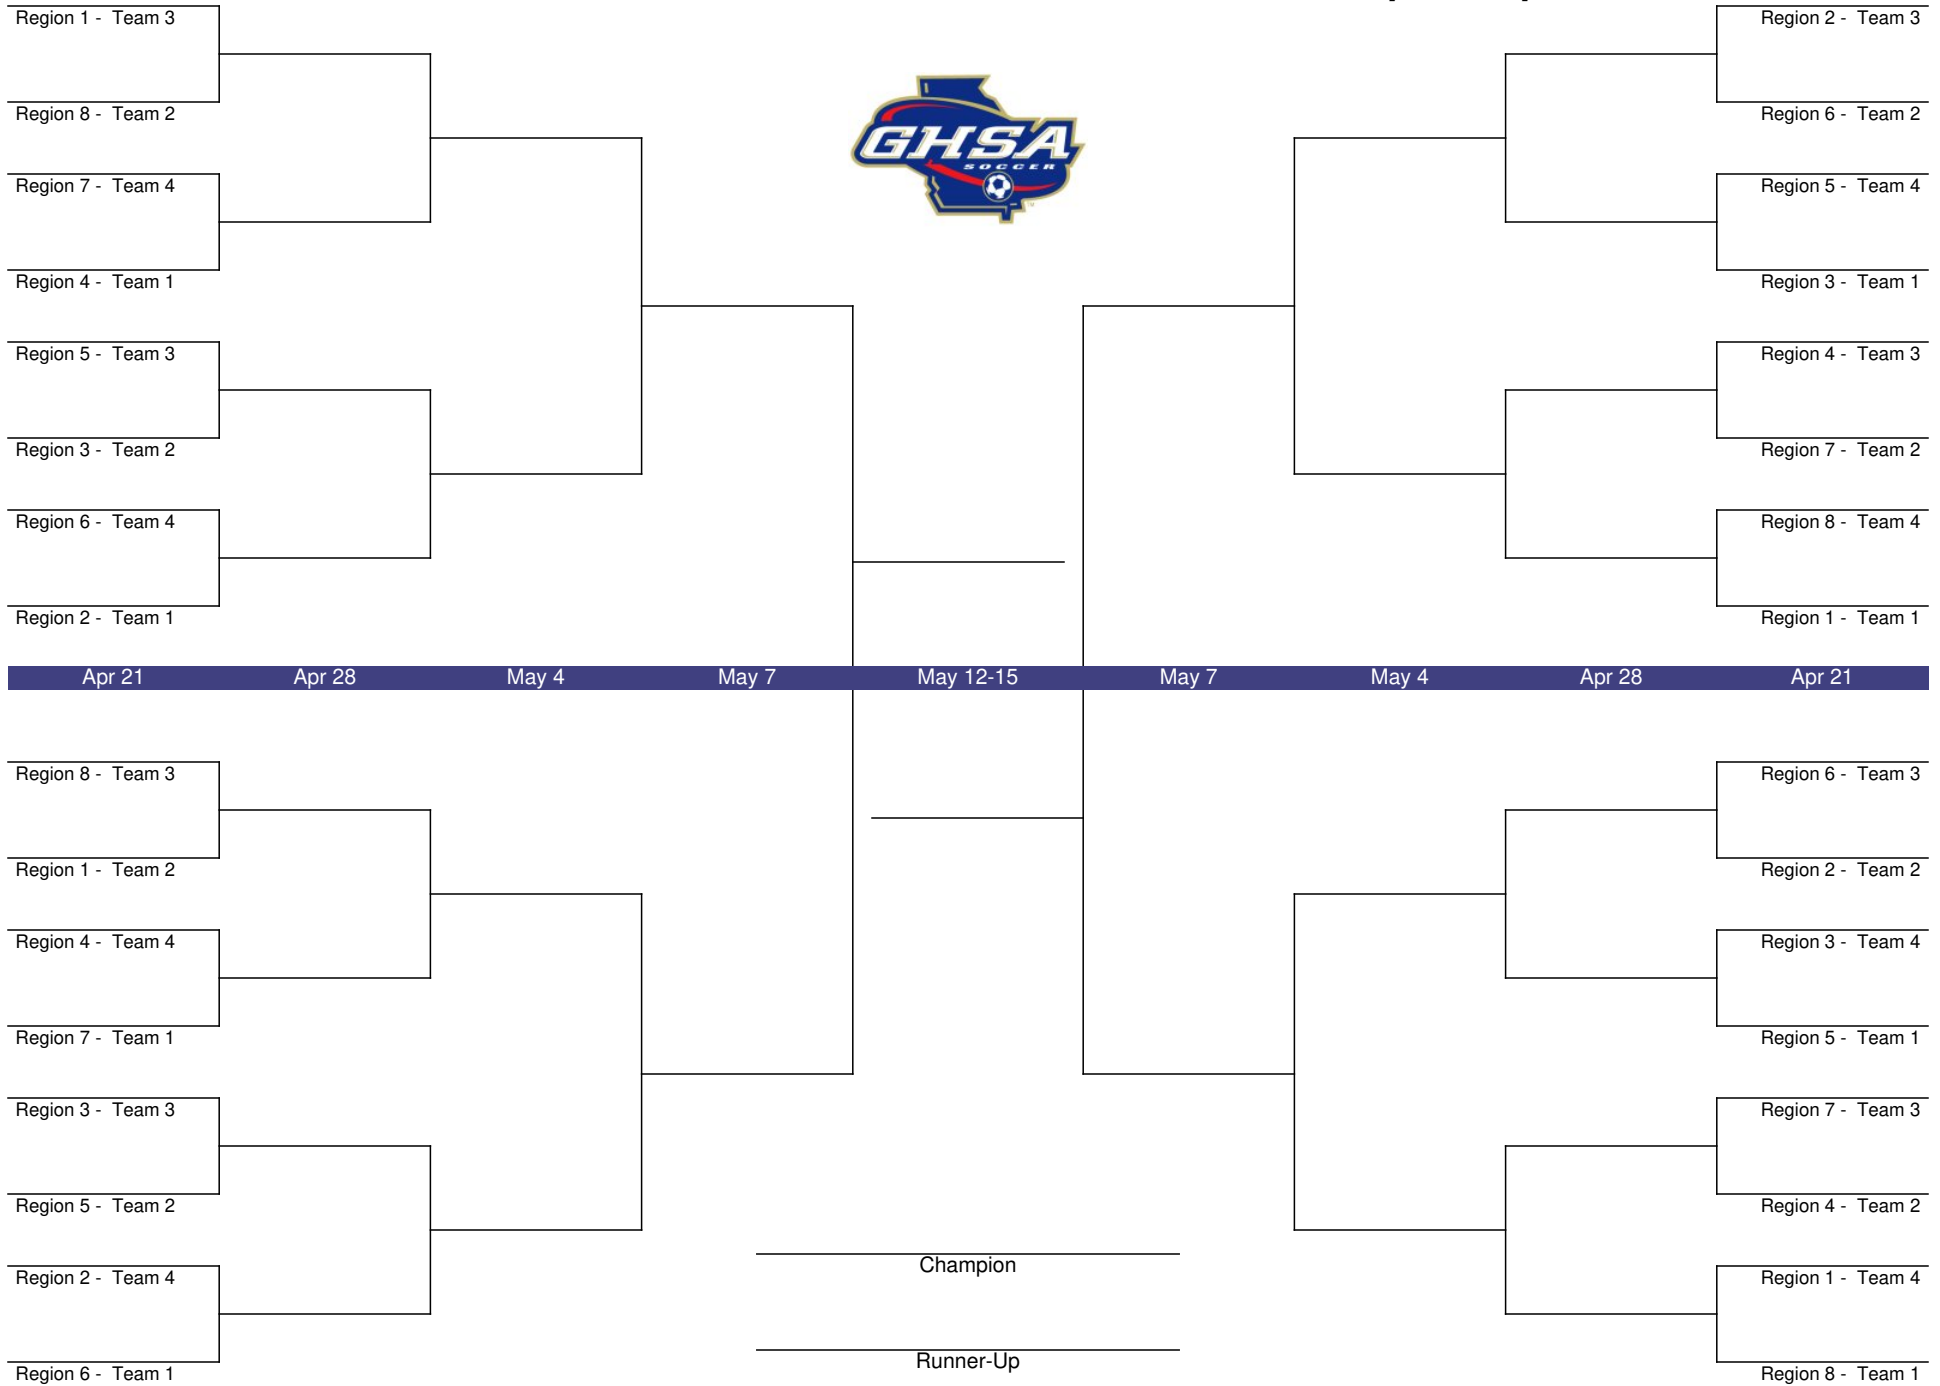 Region 1 - Team 3
Region 8 - Team 2
Region 7 - Team 4
Region 4 - Team 1
Region 5 - Team 3
Region 3 - Team 2
Region 6 - Team 4
Region 2 - Team 1
GHSA
SOCCER
Region 2 - Team 3
Region 6 - Team 2
Region 5 - Team 4
Region 3 - Team 1
Region 4 - Team 3
Region 7 - Team 2
Region 8 - Team 4
Region 1 - Team 1
Apr 21 Apr 28 May 4 May 7 May 12-15 May 7 May 4 Apr 28 Apr 21
Region 8 - Team 3
Region 1 - Team 2
Region 4 - Team 4
Region 7 - Team 1
Region 3 - Team 3
Region 5 - Team 2
Region 2 - Team 4
Region 6 - Team 1
Champion
Runner-Up
Region 6 - Team 3
Region 2 - Team 2
Region 3 - Team 4
Region 5 - Team 1
Region 7 - Team 3
Region 4 - Team 2
Region 1 - Team 4
Region 8 - Team 1